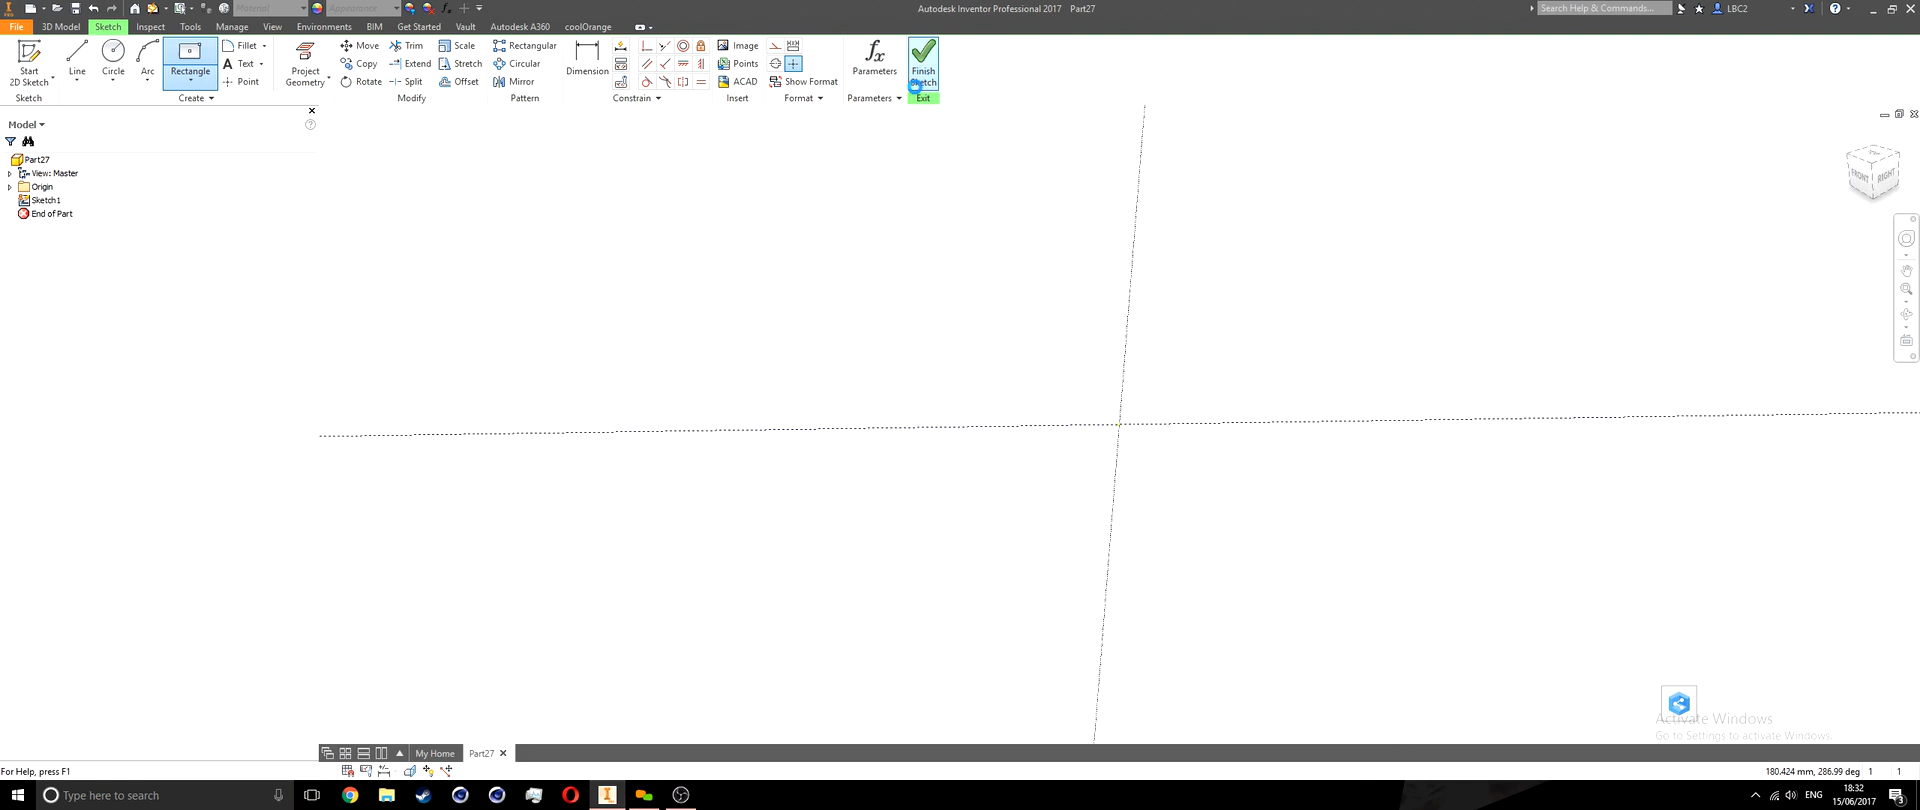 Material
Appearance
Autodesk Inventor Professional 2017 Part27
Search Help & Commands...
LBC2
File 3D Model Sketch Inspect Tools Manage View Environments BIM Get Started Vault Autodesk A360 coolOrange
Start
2D Sketch
Line
Circle
Arc
Rectangle
Fillet
Text
Point
Project
Geometry
Move
Copy
Rotate
Trim
Extend
Split
Scale
Stretch
Offset
Rectangular
Circular
Mirror
Dimension
Image
Points
ACAD
Show Format
Parameters
Finish
Sketch
Sketch Create Modify Pattern Constrain Insert Format Parameters Exit
Model
Part27
View: Master
Origin
Sketch1
End of Part
FRONT
RIGHT
Activate Windows
Go to Settings to activate Windows.
My Home Part27
For Help, press F1
180.424 mm, 286.99 deg 1 1
Type here to search
ENG
18:32
15/06/2017
3